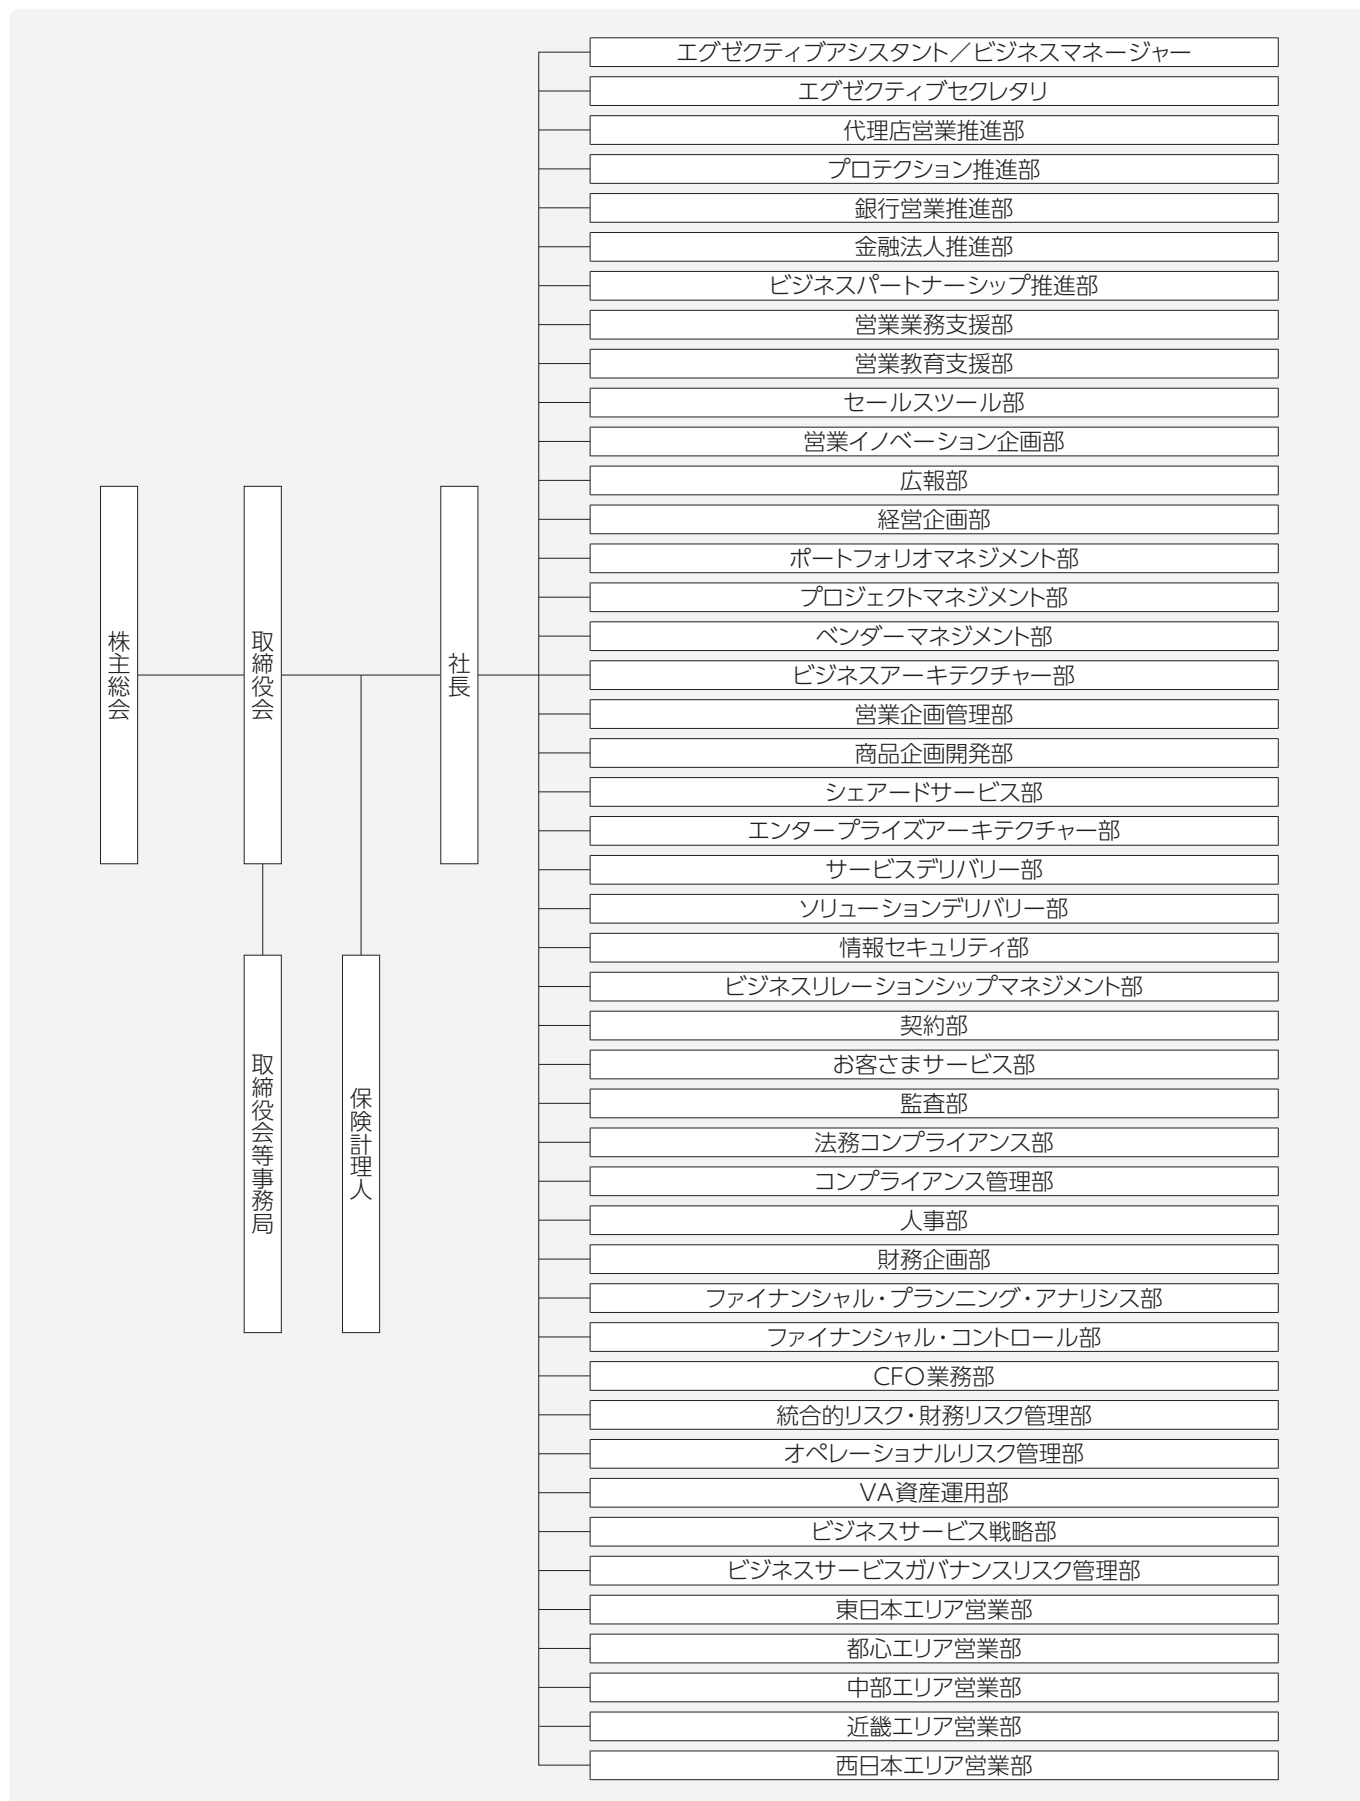 株主総会
取締役会
社長
取締役会等事務局
保険計理人
エグゼクティブアシスタント／ビジネスマネージャー
エグゼクティブセクレタリ
代理店営業推進部
プロテクション推進部
銀行営業推進部
金融法人推進部
ビジネスパートナーシップ推進部
営業業務支援部
営業教育支援部
セールスツール部
営業イノベーション企画部
広報部
経営企画部
ポートフォリオマネジメント部
プロジェクトマネジメント部
ベンダーマネジメント部
ビジネスアーキテクチャー部
営業企画管理部
商品企画開発部
シェアードサービス部
エンタープライズアーキテクチャー部
サービスデリバリー部
ソリューションデリバリー部
情報セキュリティ部
ビジネスリレーションシップマネジメント部
契約部
お客さまサービス部
監査部
法務コンプライアンス部
コンプライアンス管理部
人事部
財務企画部
ファイナンシャル・プランニング・アナリシス部
ファイナンシャル・コントロール部
CFO業務部
統合的リスク・財務リスク管理部
オペレーショナルリスク管理部
VA資産運用部
ビジネスサービス戦略部
ビジネスサービスガバナンスリスク管理部
東日本エリア営業部
都心エリア営業部
中部エリア営業部
近畿エリア営業部
西日本エリア営業部